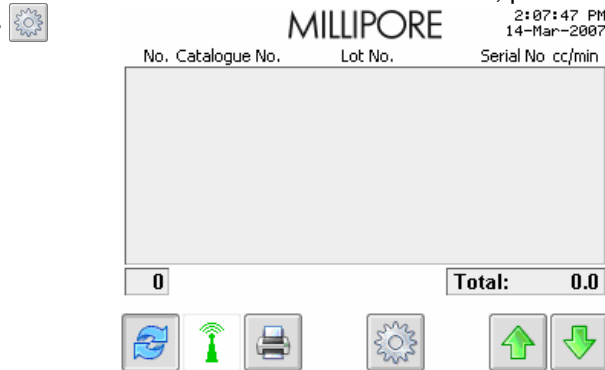 MILLIPORE
2:07:47 PM
14-Mar-2007
No. Catalogue No. Lot No. Serial No cc/min
0 Total: 0.0